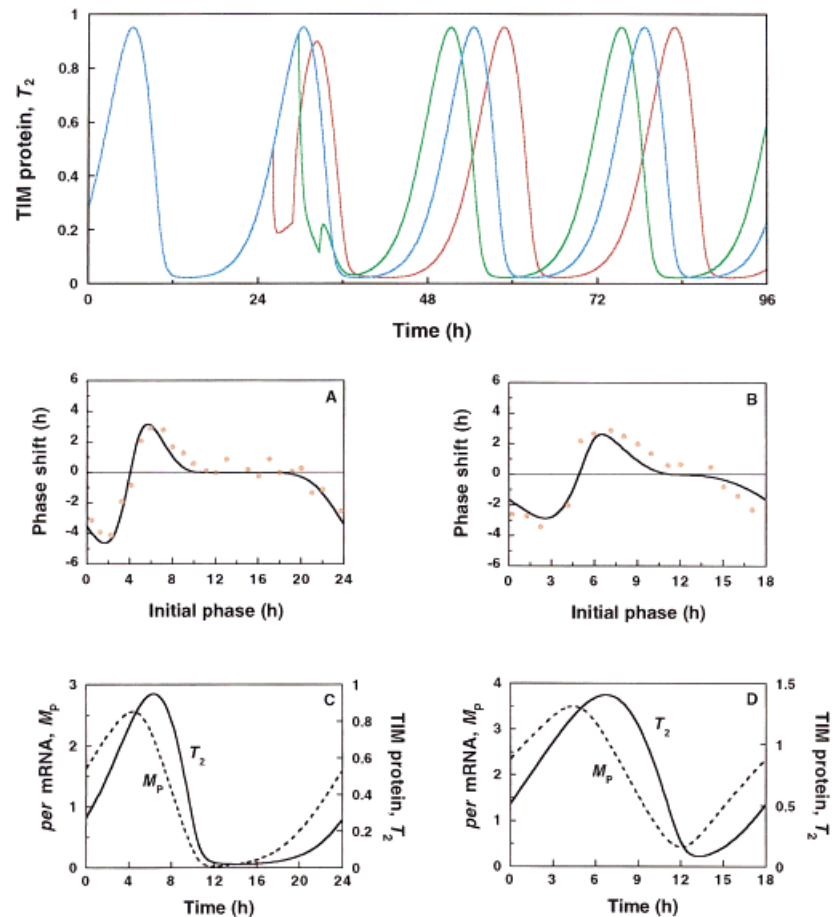 1
0.8
0.6
0.4
0.2
0
TIM protein, T2
0 24 48 72 96
Time (h)
A
6
4
2
0
-2
-4
-6
Phase shift (h)
0 4 8 12 16 20 24
Initial phase (h)
B
6
4
2
0
-2
-4
-6
Phase shift (h)
0 3 6 9 12 15 18
Initial phase (h)
C
3
2
1
0
per mRNA, MP
T2
MP
1
0.8
0.6
0.4
0.2
0
TIM protein, T2
0 4 8 12 16 20 24
Time (h)
D
4
3
2
1
0
per mRNA, MP
T2
MP
1.5
1
0.5
0
TIM protein, T2
0 3 6 9 12 15 18
Time (h)